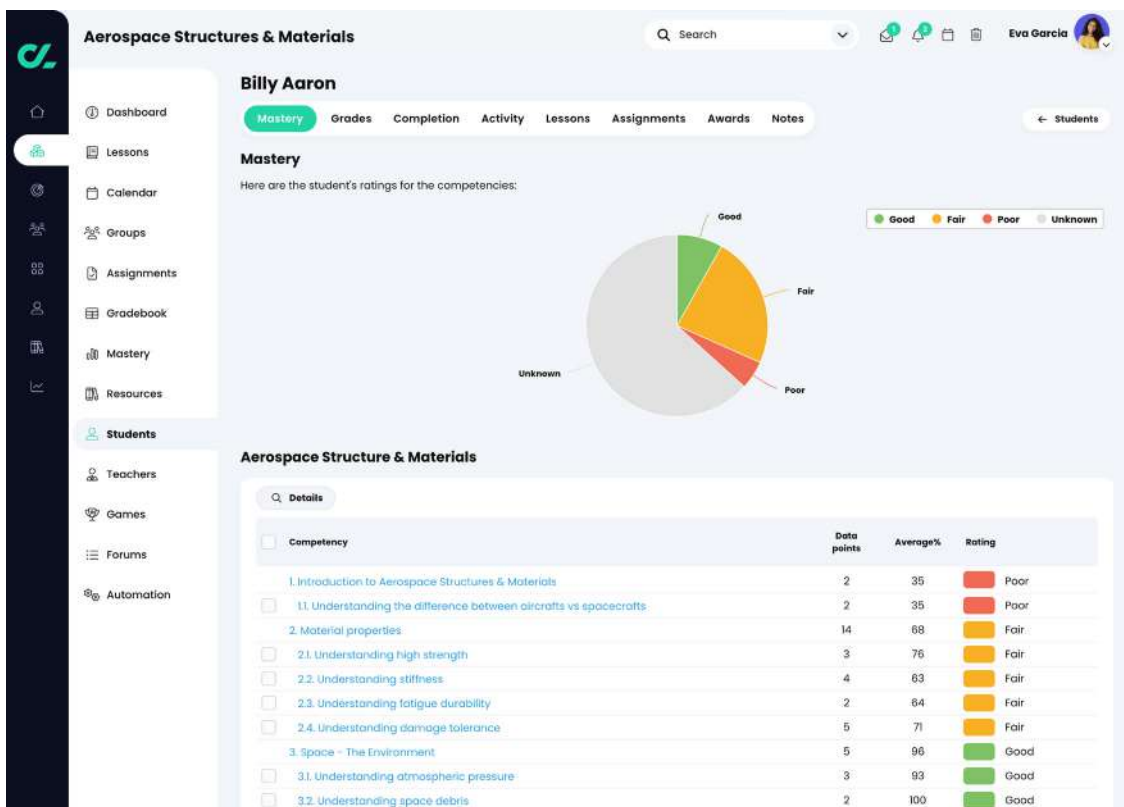 Aerospace Structures & Materials
Search
Eva Garcia
Dashboard
Lessons
Calendar
Groups
Assignments
Gradebook
Mastery
Resources
Students
Teachers
Games
Forums
Automation
Billy Aaron
Mastery Grades Completion Activity Lessons Assignments Awards Notes
← Students
Mastery
Here are the student's ratings for the competencies:
Good Fair Poor Unknown
Good
Fair
Unknown
Poor
Aerospace Structure & Materials
Details
Competency Data points Average% Rating
1. Introduction to Aerospace Structures & Materials 2 35 Poor
1.1. Understanding the difference between aircrafts vs spacecrafts 2 35 Poor
2. Material properties 14 68 Fair
2.1. Understanding high strength 3 76 Fair
2.2. Understanding stiffness 4 63 Fair
2.3. Understanding fatigue durability 2 64 Fair
2.4. Understanding damage tolerance 5 71 Fair
3. Space - The Environment 5 96 Good
3.1. Understanding atmospheric pressure 3 93 Good
3.2. Understanding space debris 2 100 Good